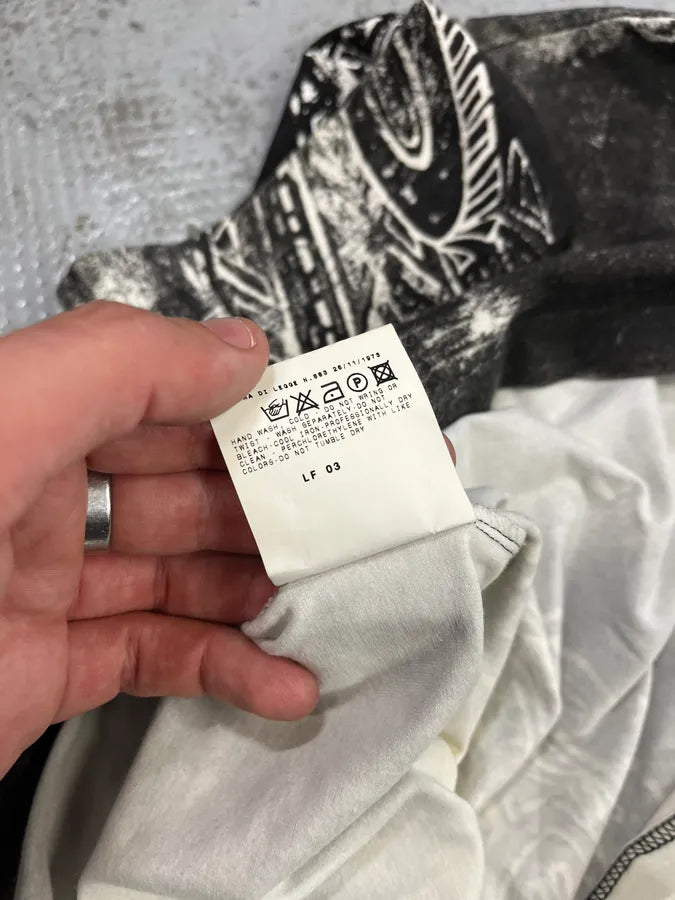 MA DI LEGGE N.883 26/11/1973
P
HAND WASH, COLD - DO NOT WRING OR
TWIST - WASH SEPARATELY-DO NOT
BLEACH-COOL IRON-PROFESSIONALLY DRY
CLEAN - PERCHLORETHYLENE WITH LIKE
COLORS-DO NOT TUMBLE DRY
LF 03